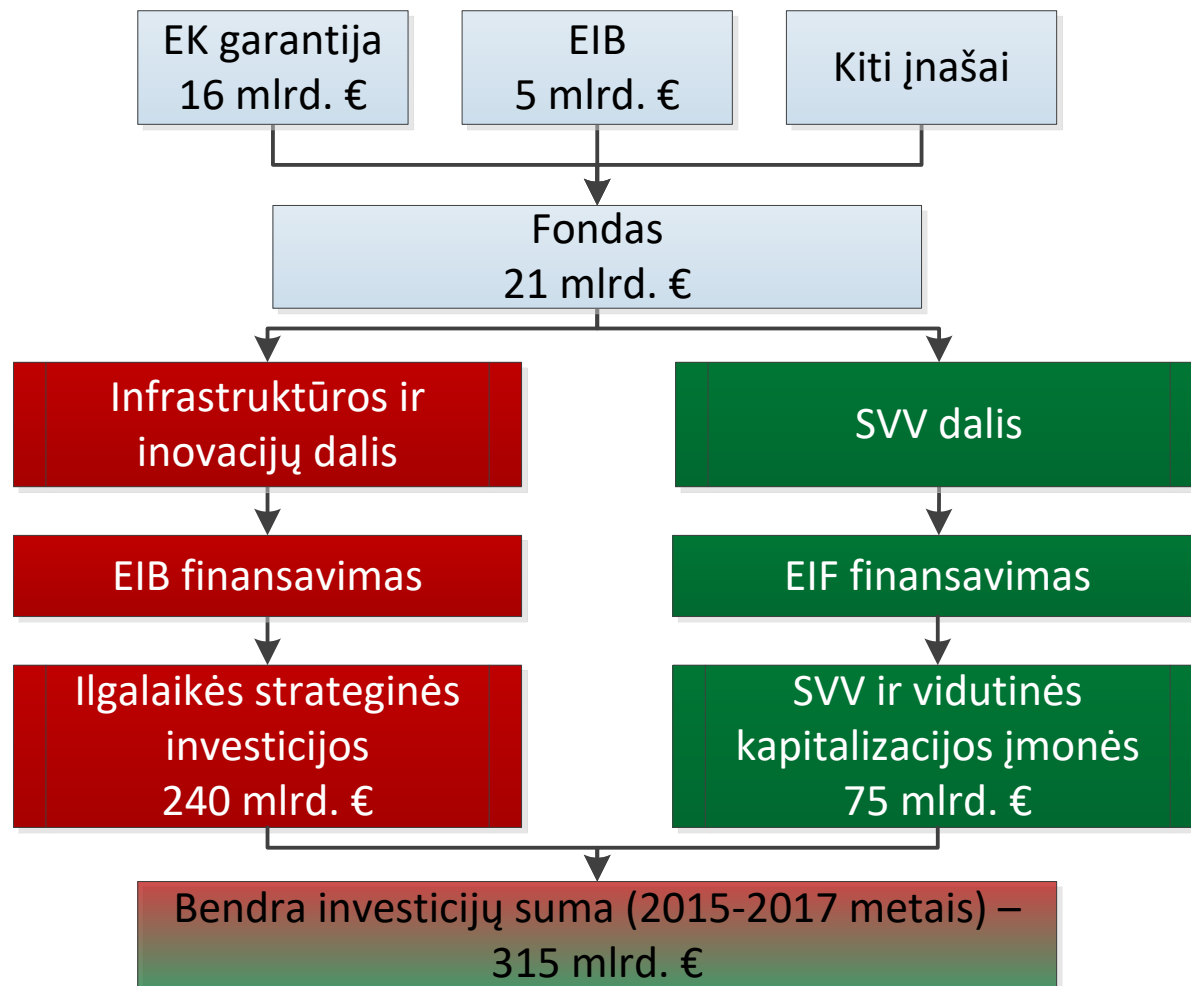 EK garantija
16 mlrd. €
EIB
5 mlrd. €
Kiti įnašai
Fondas
21 mlrd. €
Infrastruktūros ir
inovacijų dalis
SVV dalis
EIB finansavimas
EIF finansavimas
Ilgalaikės strateginės
investicijos
240 mlrd. €
SVV ir vidutinės
kapitalizacijos įmonės
75 mlrd. €
Bendra investicijų suma (2015-2017 metais) –
315 mlrd. €